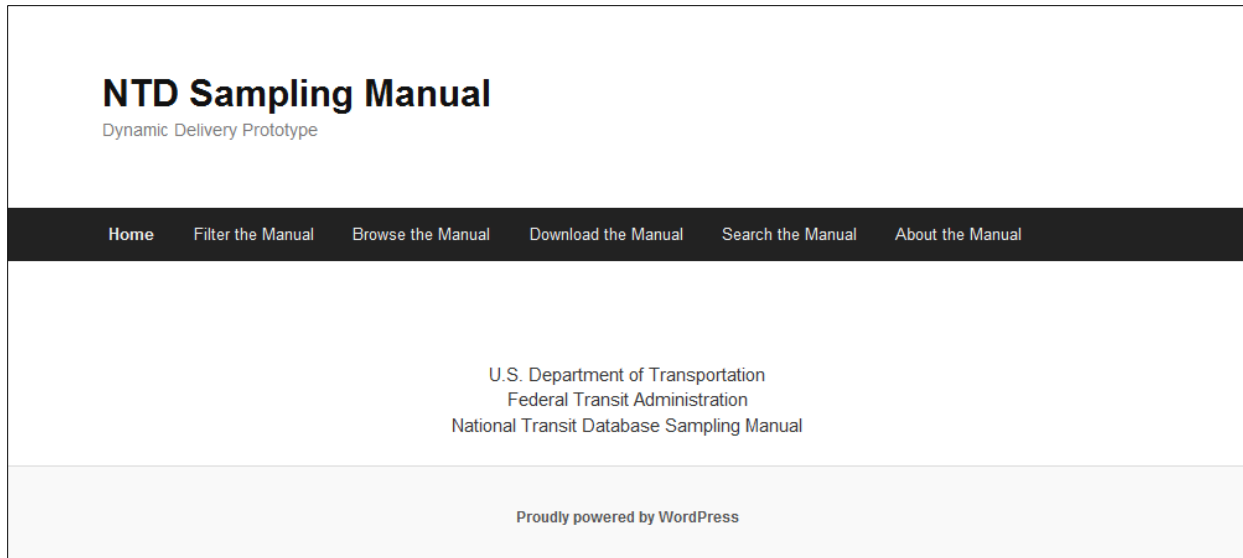 NTD Sampling Manual
Dynamic Delivery Prototype
Home Filter the Manual Browse the Manual Download the Manual Search the Manual About the Manual
U.S. Department of Transportation
Federal Transit Administration
National Transit Database Sampling Manual
Proudly powered by WordPress